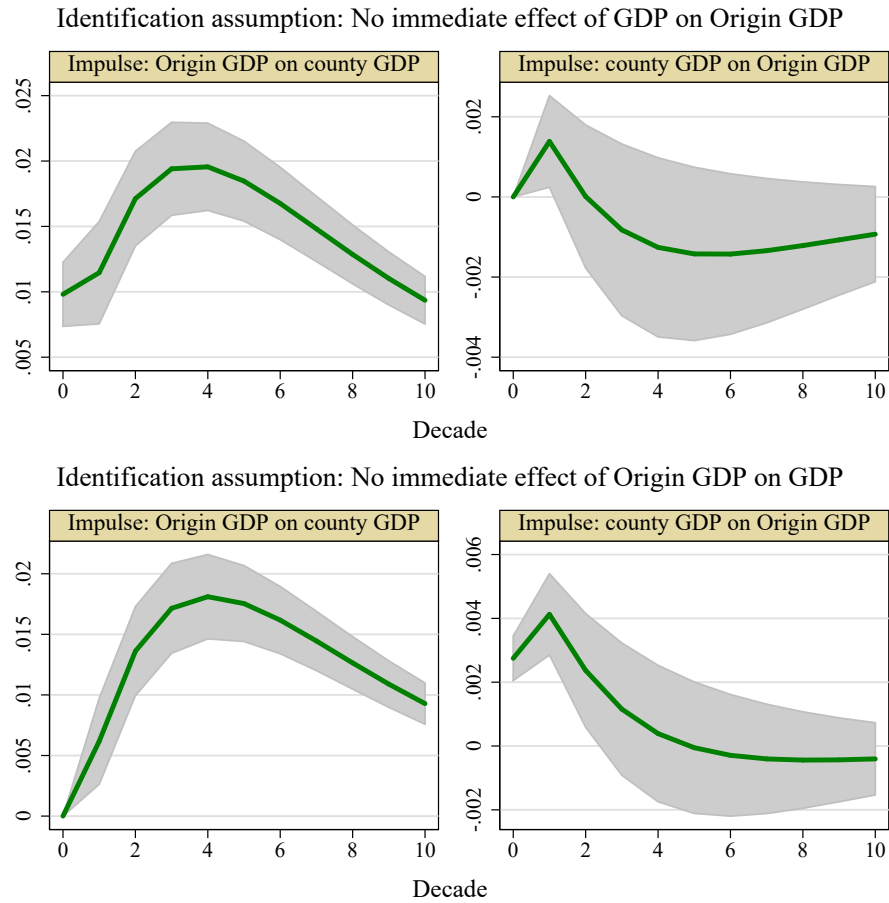 Identification assumption: No immediate effect of GDP on Origin GDP
Impulse: Origin GDP on county GDP
Impulse: county GDP on Origin GDP
.025
.02
.015
.01
.005
0 2 4 6 8 10
.002
0
-.002
-.004
0 2 4 6 8 10
Decade
Identification assumption: No immediate effect of Origin GDP on GDP
Impulse: Origin GDP on county GDP
Impulse: county GDP on Origin GDP
.02
.015
.01
.005
0
0 2 4 6 8 10
.006
.004
.002
0
-.002
0 2 4 6 8 10
Decade